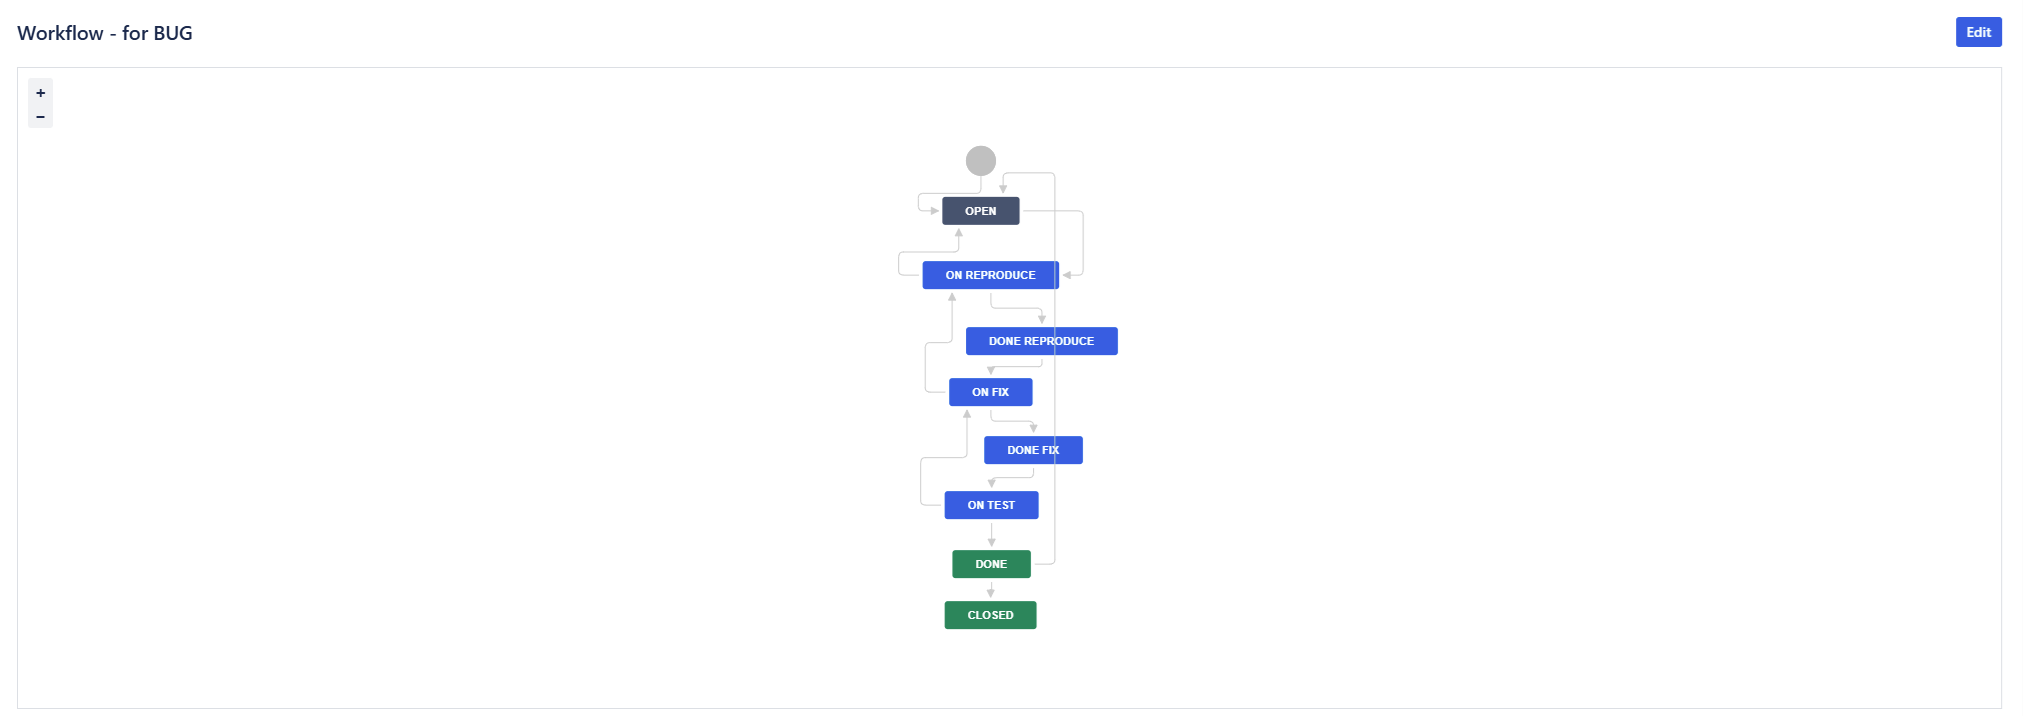 Workflow - for BUG
Edit
+
–
OPEN
ON REPRODUCE
DONE REPRODUCE
ON FIX
DONE FIX
ON TEST
DONE
CLOSED